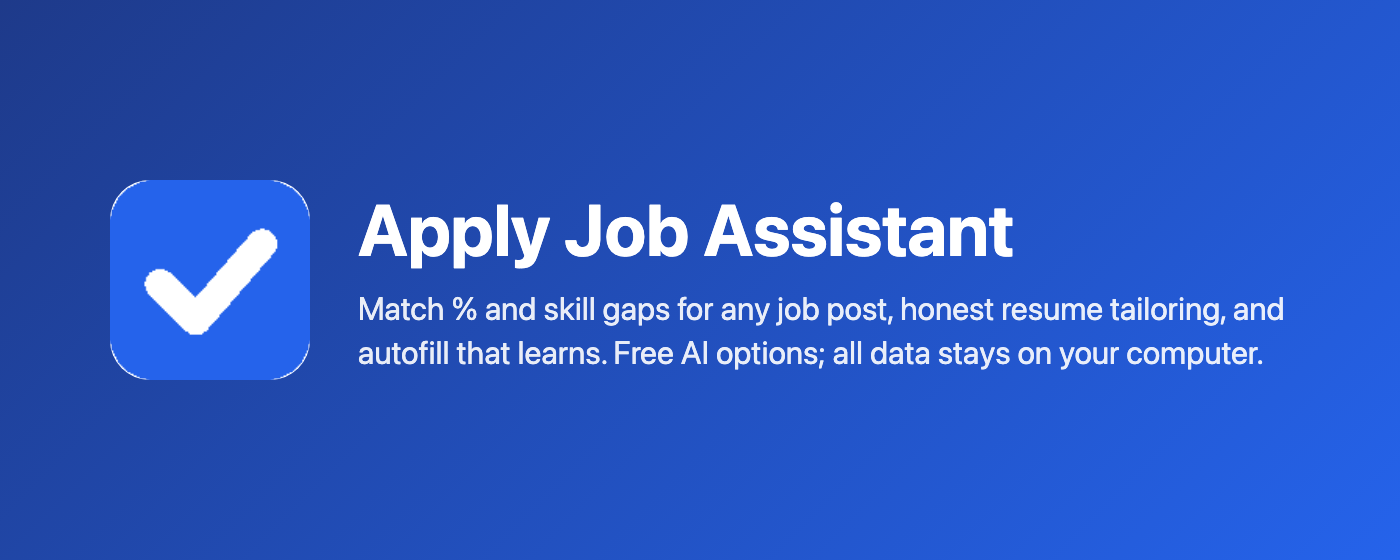 Apply Job Assistant
Match % and skill gaps for any job post, honest resume tailoring, and
autofill that learns. Free AI options; all data stays on your computer.